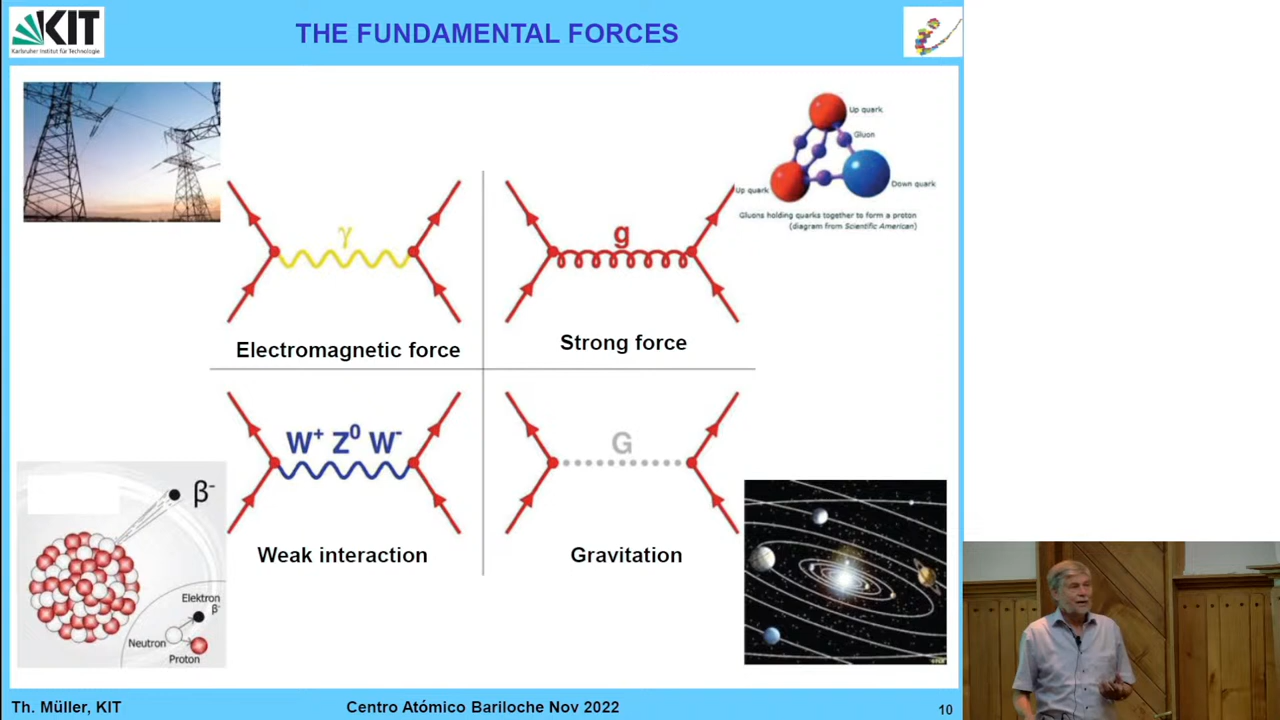 KIT
Karlsruher Institut für Technologie
THE FUNDAMENTAL FORCES
Up quark
Gluon
Up quark
Down quark
Gluons holding quarks together to form a proton
(diagram from Scientific American)
γ
g
Electromagnetic force
Strong force
W⁺ Z⁰ W⁻
G
β⁻
Elektron
β⁻
Neutron
Proton
Weak interaction
Gravitation
Th. Müller, KIT
Centro Atómico Bariloche Nov 2022
10